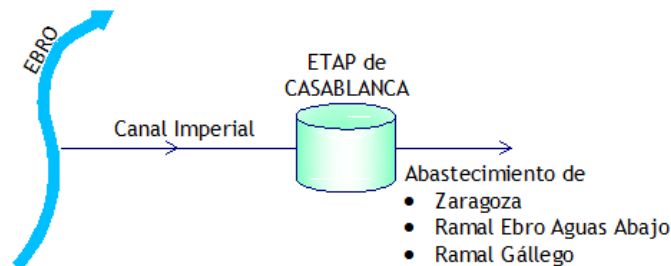 EBRO
ETAP de
CASABLANCA
Canal Imperial
Abastecimiento de
• Zaragoza
• Ramal Ebro Aguas Abajo
• Ramal Gállego